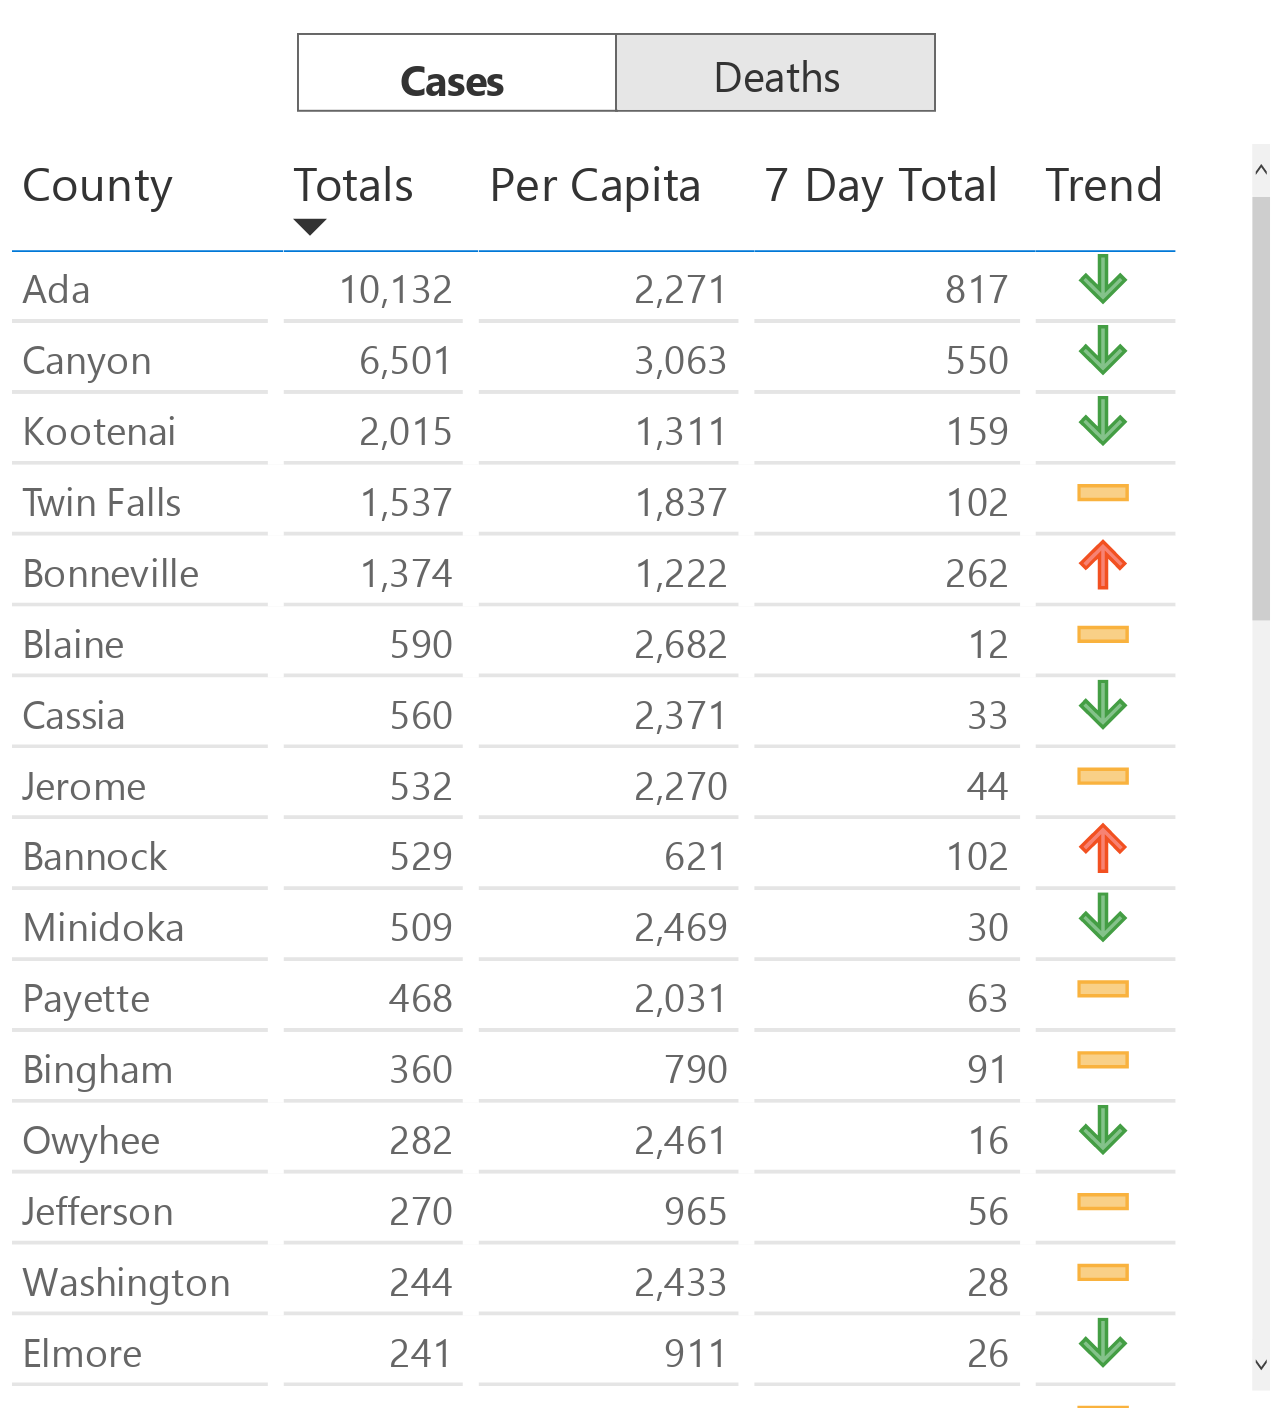 Cases Deaths
County Totals Per Capita 7 Day Total Trend
Ada 10,132 2,271 817
Canyon 6,501 3,063 550
Kootenai 2,015 1,311 159
Twin Falls 1,537 1,837 102
Bonneville 1,374 1,222 262
Blaine 590 2,682 12
Cassia 560 2,371 33
Jerome 532 2,270 44
Bannock 529 621 102
Minidoka 509 2,469 30
Payette 468 2,031 63
Bingham 360 790 91
Owyhee 282 2,461 16
Jefferson 270 965 56
Washington 244 2,433 28
Elmore 241 911 26